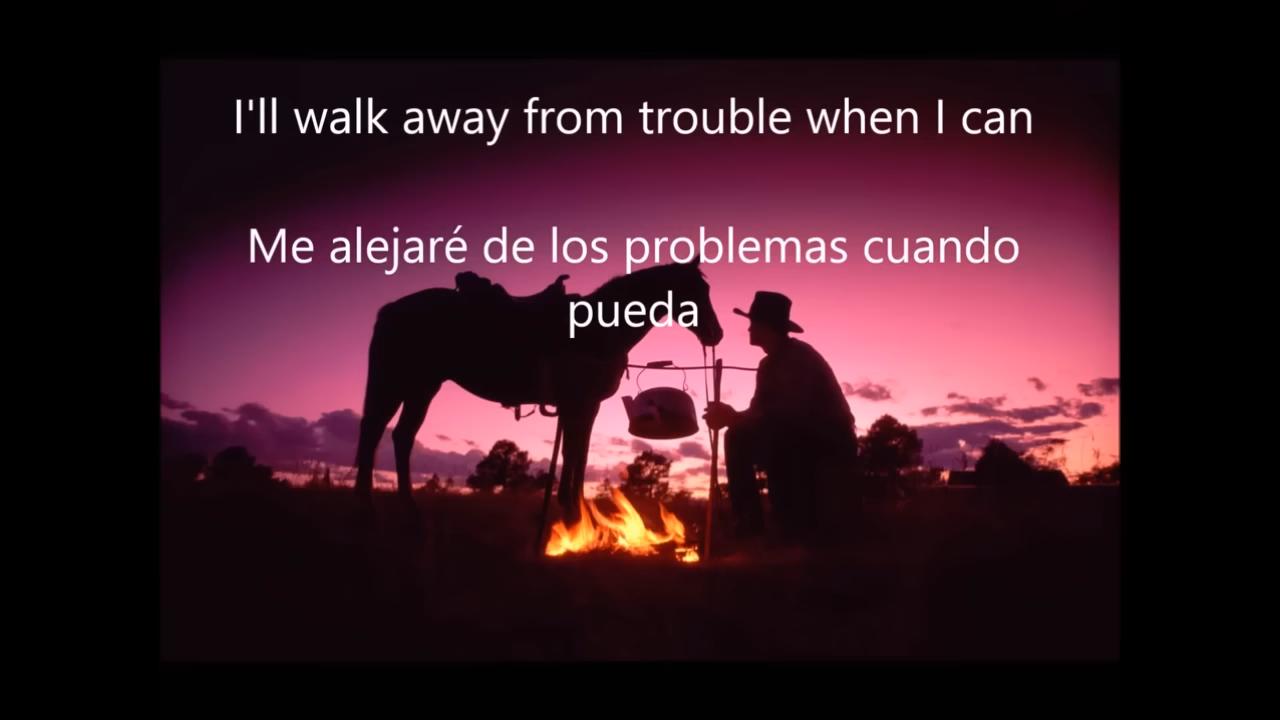 I'll walk away from trouble when I can
Me alejaré de los problemas cuando
pueda